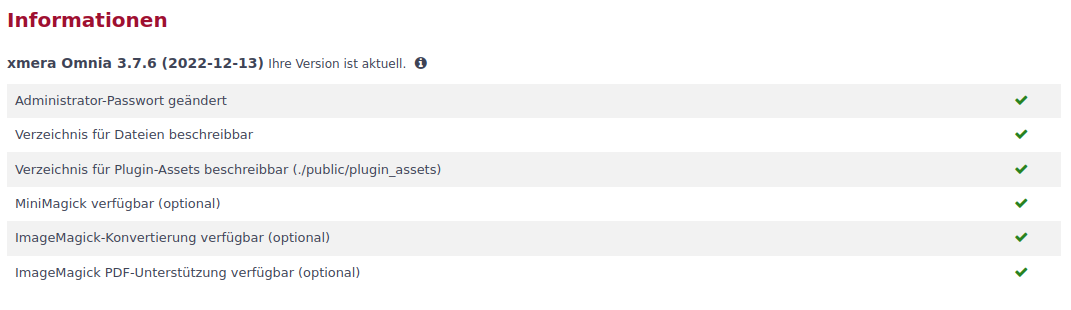 Informationen
xmera Omnia 3.7.6 (2022-12-13) Ihre Version ist aktuell.
Administrator-Passwort geändert
Verzeichnis für Dateien beschreibbar
Verzeichnis für Plugin-Assets beschreibbar (./public/plugin_assets)
MiniMagick verfügbar (optional)
ImageMagick-Konvertierung verfügbar (optional)
ImageMagick PDF-Unterstützung verfügbar (optional)